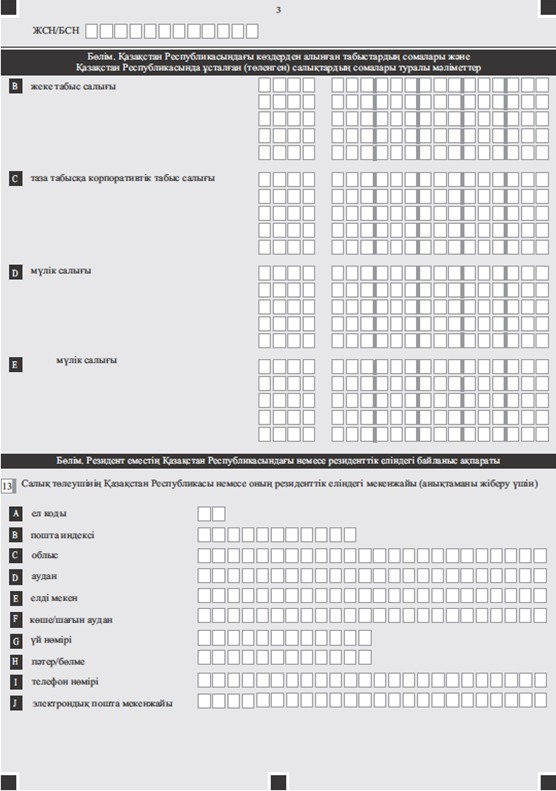 3
ЖСН/БСН
Бөлім. Қазақстан Республикасындағы көздерден алынған табыстардың сомалары және
Қазақстан Республикасында ұсталған (төленген) салықтардың сомалары туралы мәліметтер
B жеке табыс салығы
C таза табысқа корпоративтік табыс салығы
D мүлік салығы
E мүлік салығы
Бөлім. Резидент еместің Қазақстан Республикасындағы немесе резиденттік еліндегі байланыс ақпараты
13 Салық төлеушінің Қазақстан Республикасы немесе оның резиденттік еліндегі мекенжайы (анықтаманы жіберу үшін)
A ел коды
B пошта индексі
C облыс
D аудан
E елді мекен
F көше/шағын аудан
G үй нөмірі
H пәтер/бөлме
I телефон нөмірі
J электрондық пошта мекенжайы